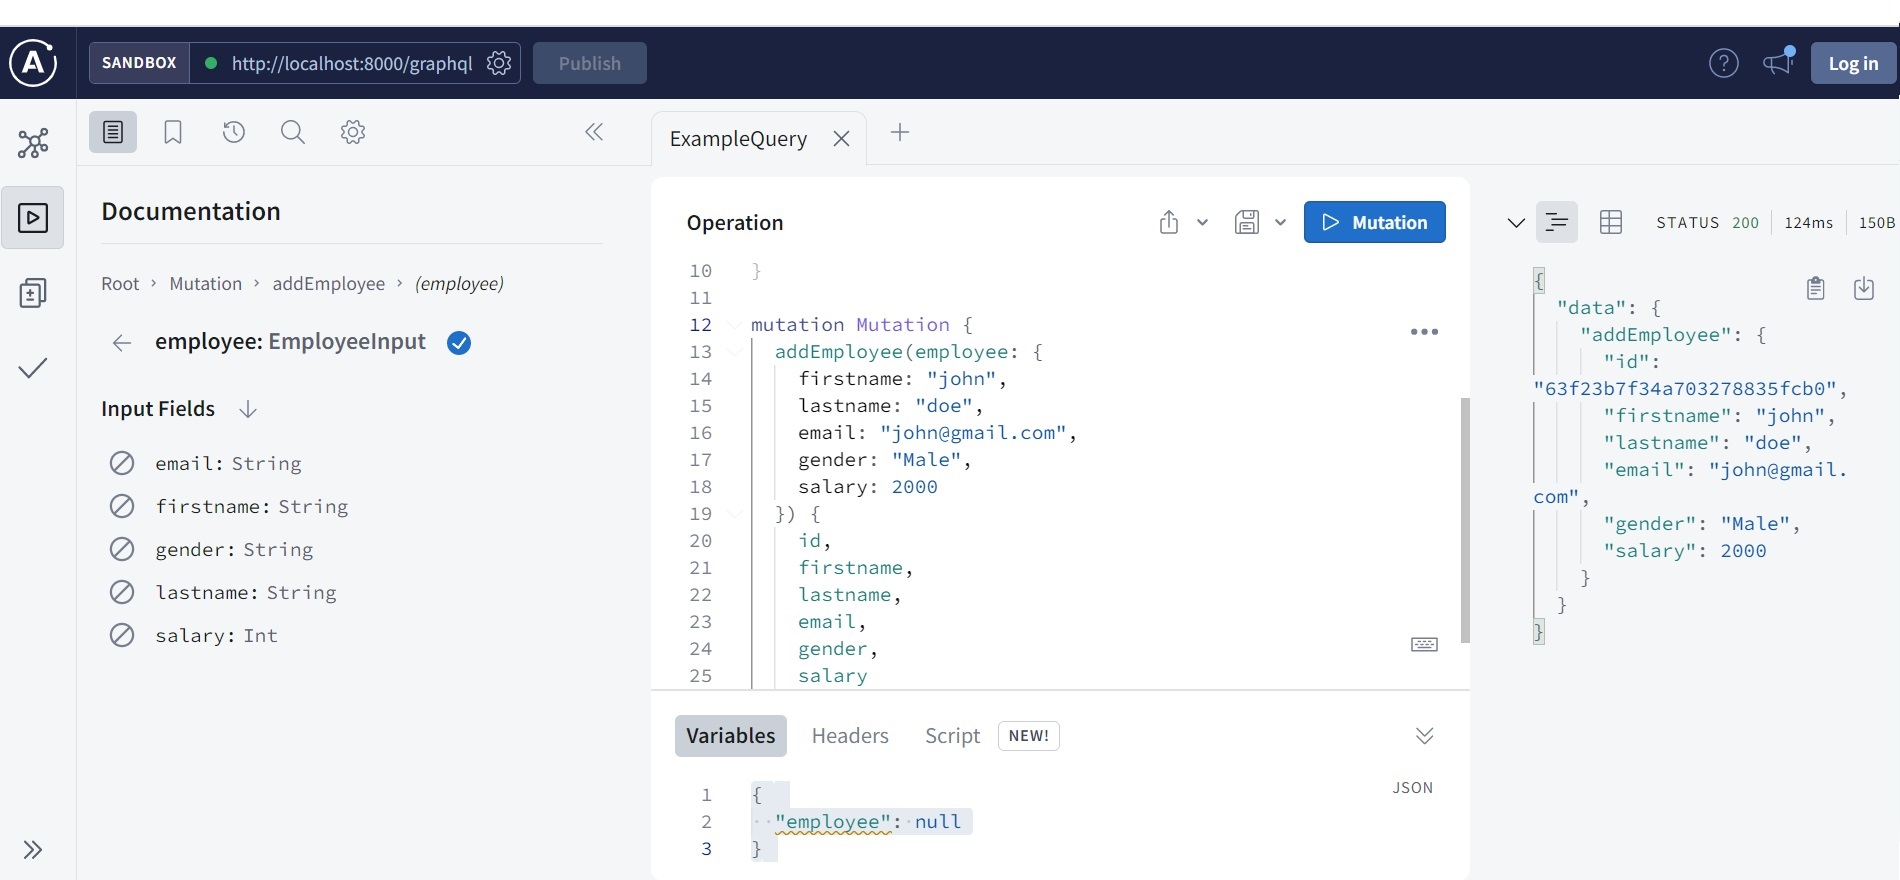 A SANDBOX http://localhost:8000/graphql Publish Log in
ExampleQuery
Documentation
Root > Mutation > addEmployee > (employee)
employee: EmployeeInput
Input Fields
email: String
firstname: String
gender: String
lastname: String
salary: Int
Operation Mutation
10 }
11
12 mutation Mutation {
13 addEmployee(employee: {
14 firstname: "john",
15 lastname: "doe",
16 email: "john@gmail.com",
17 gender: "Male",
18 salary: 2000
19 }) {
20 id,
21 firstname,
22 lastname,
23 email,
24 gender,
25 salary
Variables Headers Script NEW!
JSON
1 {
2 "employee": null
3 }
STATUS 200 124ms 150B
{
"data": {
"addEmployee": {
"id":
"63f23b7f34a703278835fcb0",
"firstname": "john",
"lastname": "doe",
"email": "john@gmail.
com",
"gender": "Male",
"salary": 2000
}
}
}